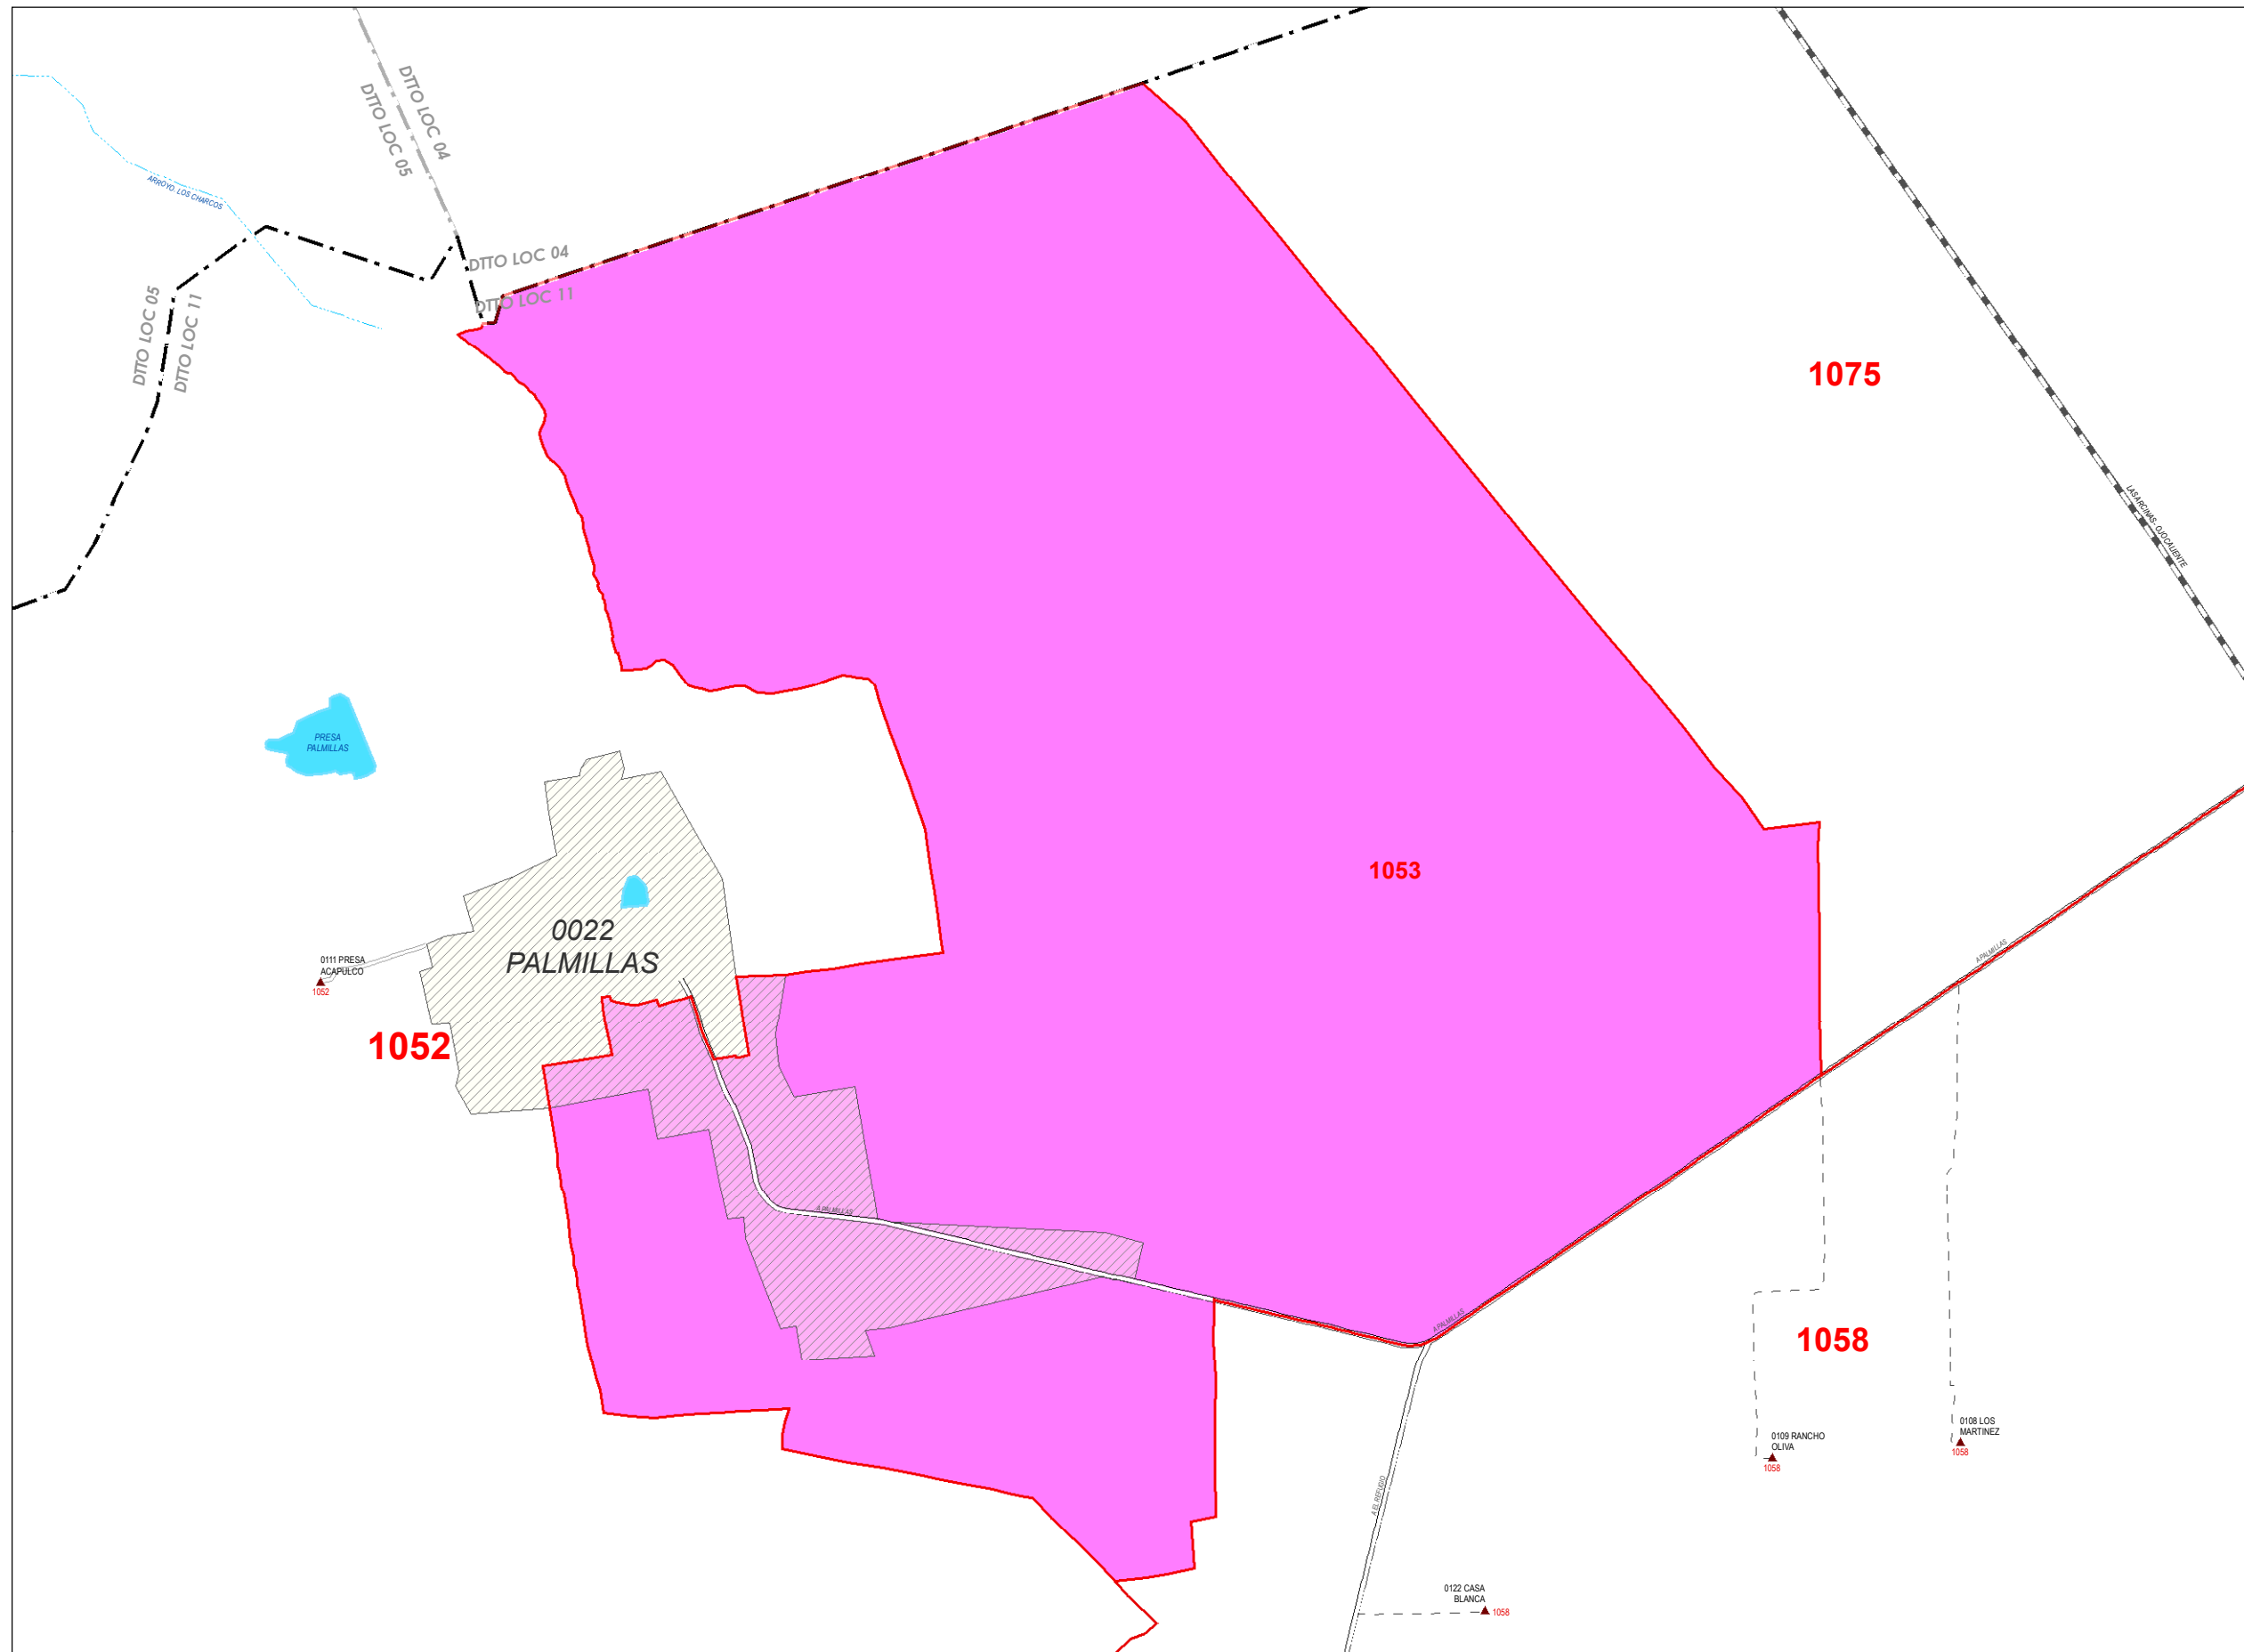 DTTO LOC 04
DTTO LOC 05
ARROYO LOS CHARCOS
DTTO LOC 04
DTTO LOC 11
DTTO LOC 05
DTTO LOC 11
1075
LAS ARCINAS - OJOCALIENTE
PRESA
PALMILLAS
1053
0022
PALMILLAS
0111 PRESA
ACAPULCO
1052
1052
A PALMILLAS
A PALMILLAS
A PALMILLAS
1058
0109 RANCHO
OLIVA
1058
0108 LOS
MARTINEZ
1058
A EL REFUGIO
0122 CASA
BLANCA
1058